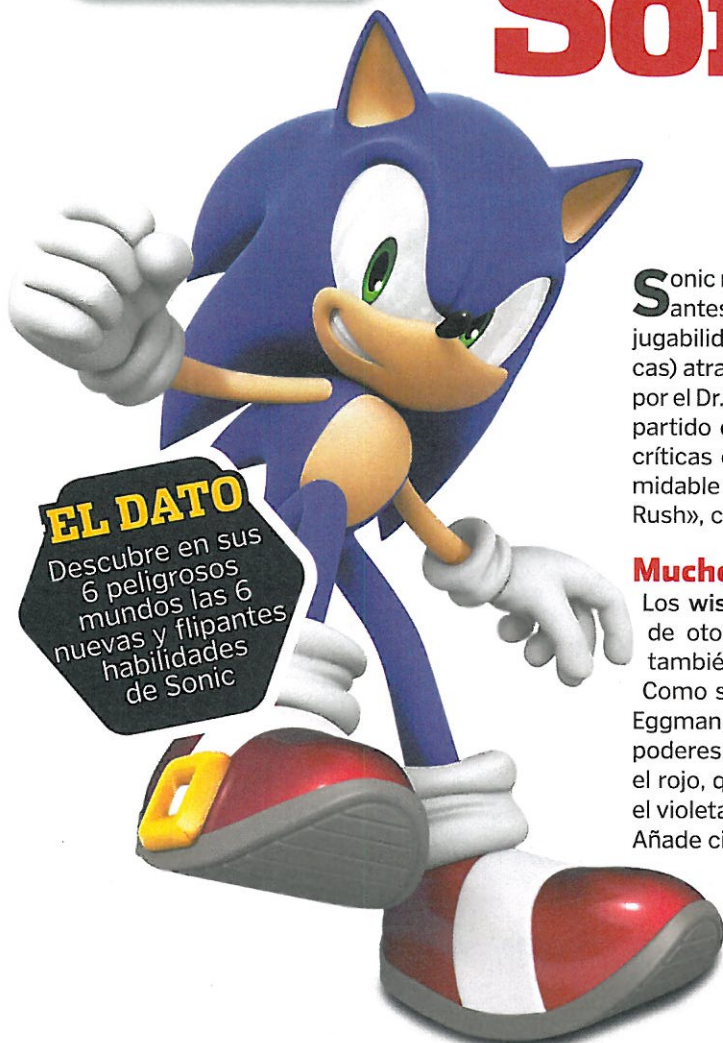 Son
EL DATO
Descubre en sus
6 peligrosos
mundos las 6
nuevas y flipantes
habilidades
de Sonic
Sonic
antes
jugabilid
cas) atra
por el Dr.
partido
críticas
midable
Rush», c
Mucho
Los wis
de oto
tambié
Como s
Eggman
poderes
el rojo, q
el violeta
Añade ci